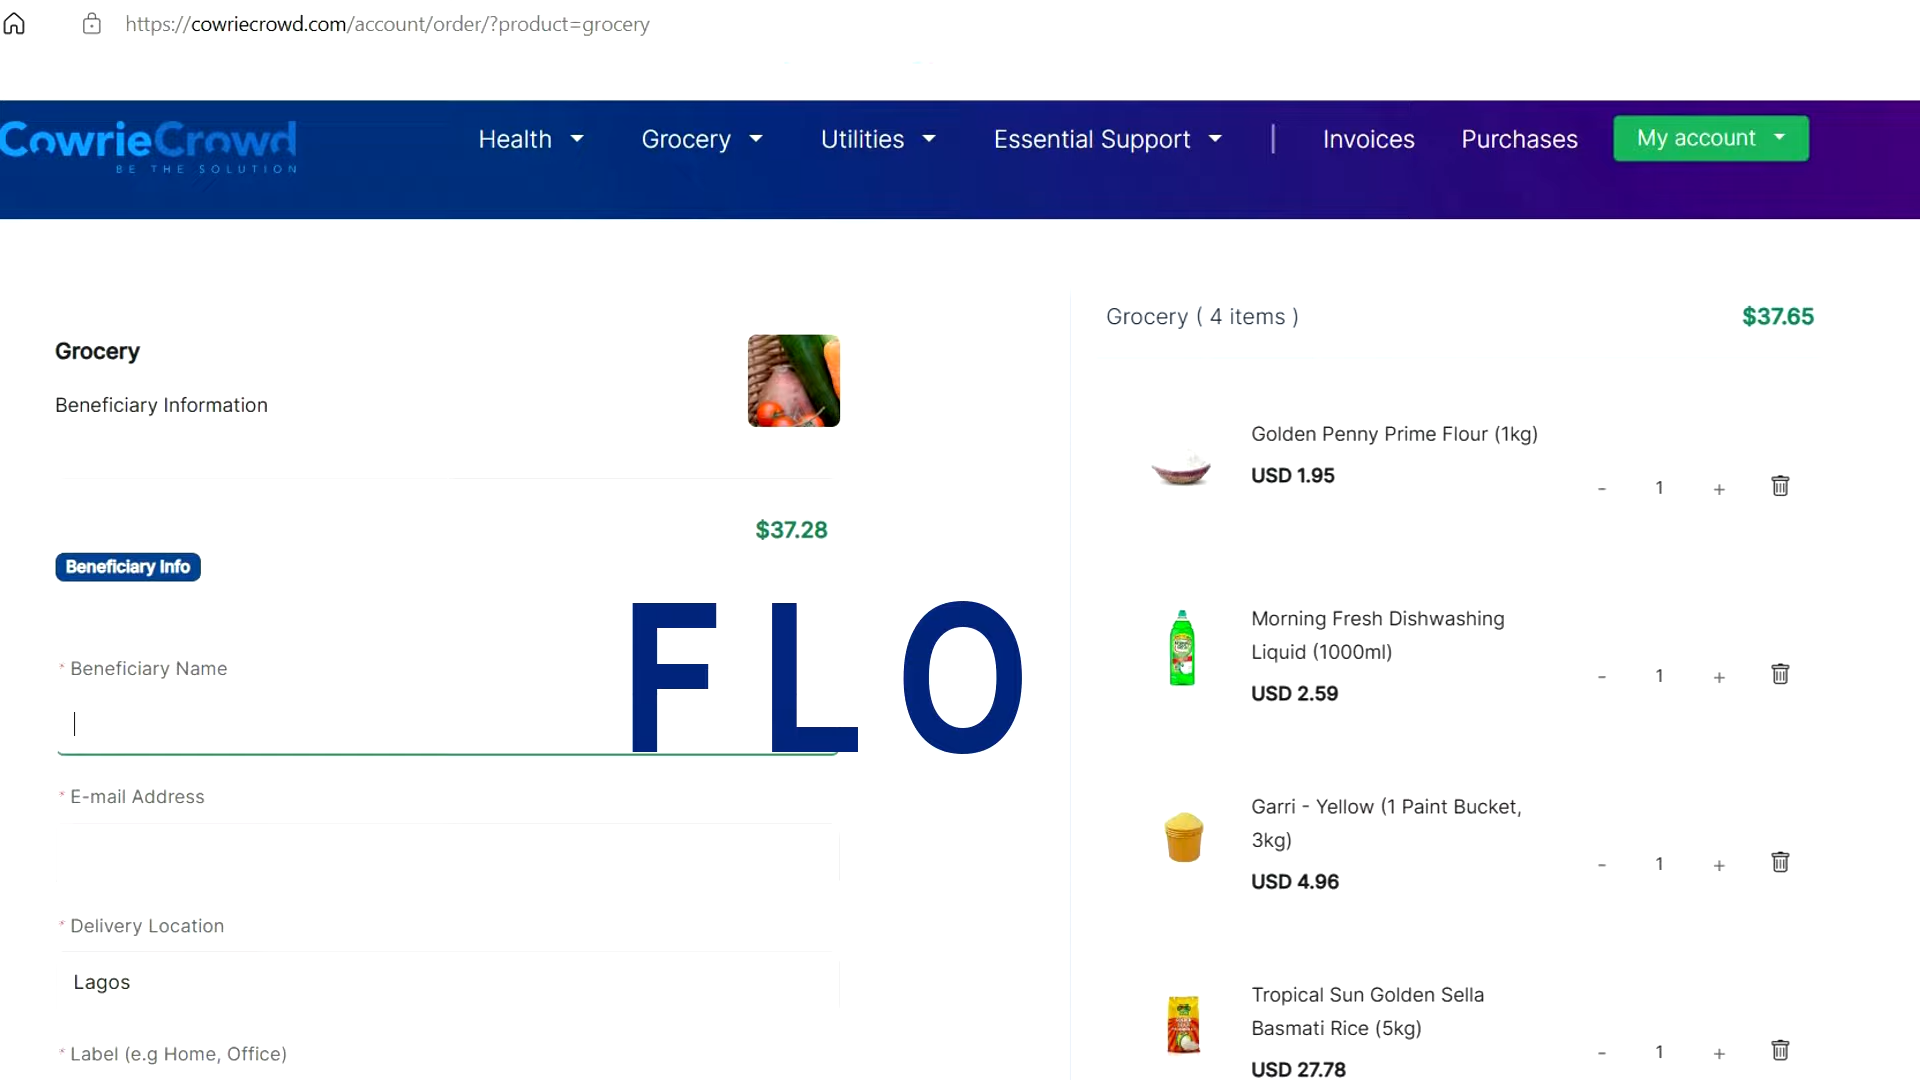 https://cowriecrowd.com/account/order/?product=grocery
CowrieCrowd
BE THE SOLUTION
Health
Grocery
Utilities
Essential Support
Invoices
Purchases
My account
Grocery
Beneficiary Information
$37.28
Beneficiary Info
* Beneficiary Name
FLO
* E-mail Address
* Delivery Location
Lagos
* Label (e.g Home, Office)
Grocery ( 4 items )
$37.65
Golden Penny Prime Flour (1kg)
USD 1.95
- 1 +
Morning Fresh Dishwashing
Liquid (1000ml)
USD 2.59
- 1 +
Garri - Yellow (1 Paint Bucket,
3kg)
USD 4.96
- 1 +
Tropical Sun Golden Sella
Basmati Rice (5kg)
USD 27.78
- 1 +